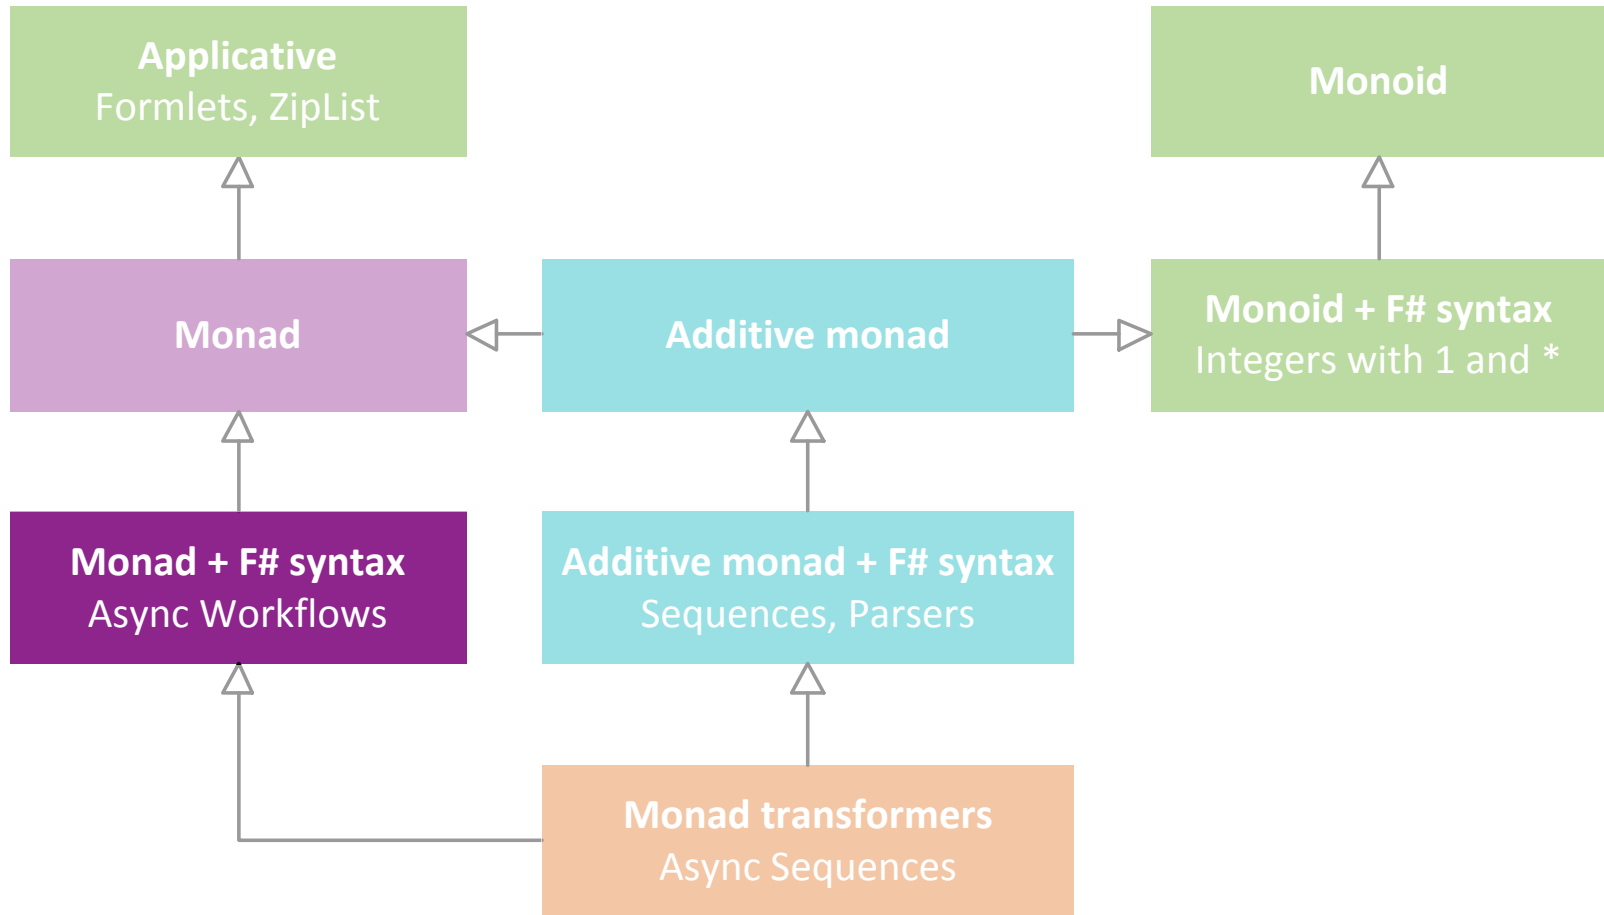 Applicative
Formlets, ZipList
Monoid
Monad
Additive monad
Monoid + F# syntax
Integers with 1 and *
Monad + F# syntax
Async Workflows
Additive monad + F# syntax
Sequences, Parsers
Monad transformers
Async Sequences